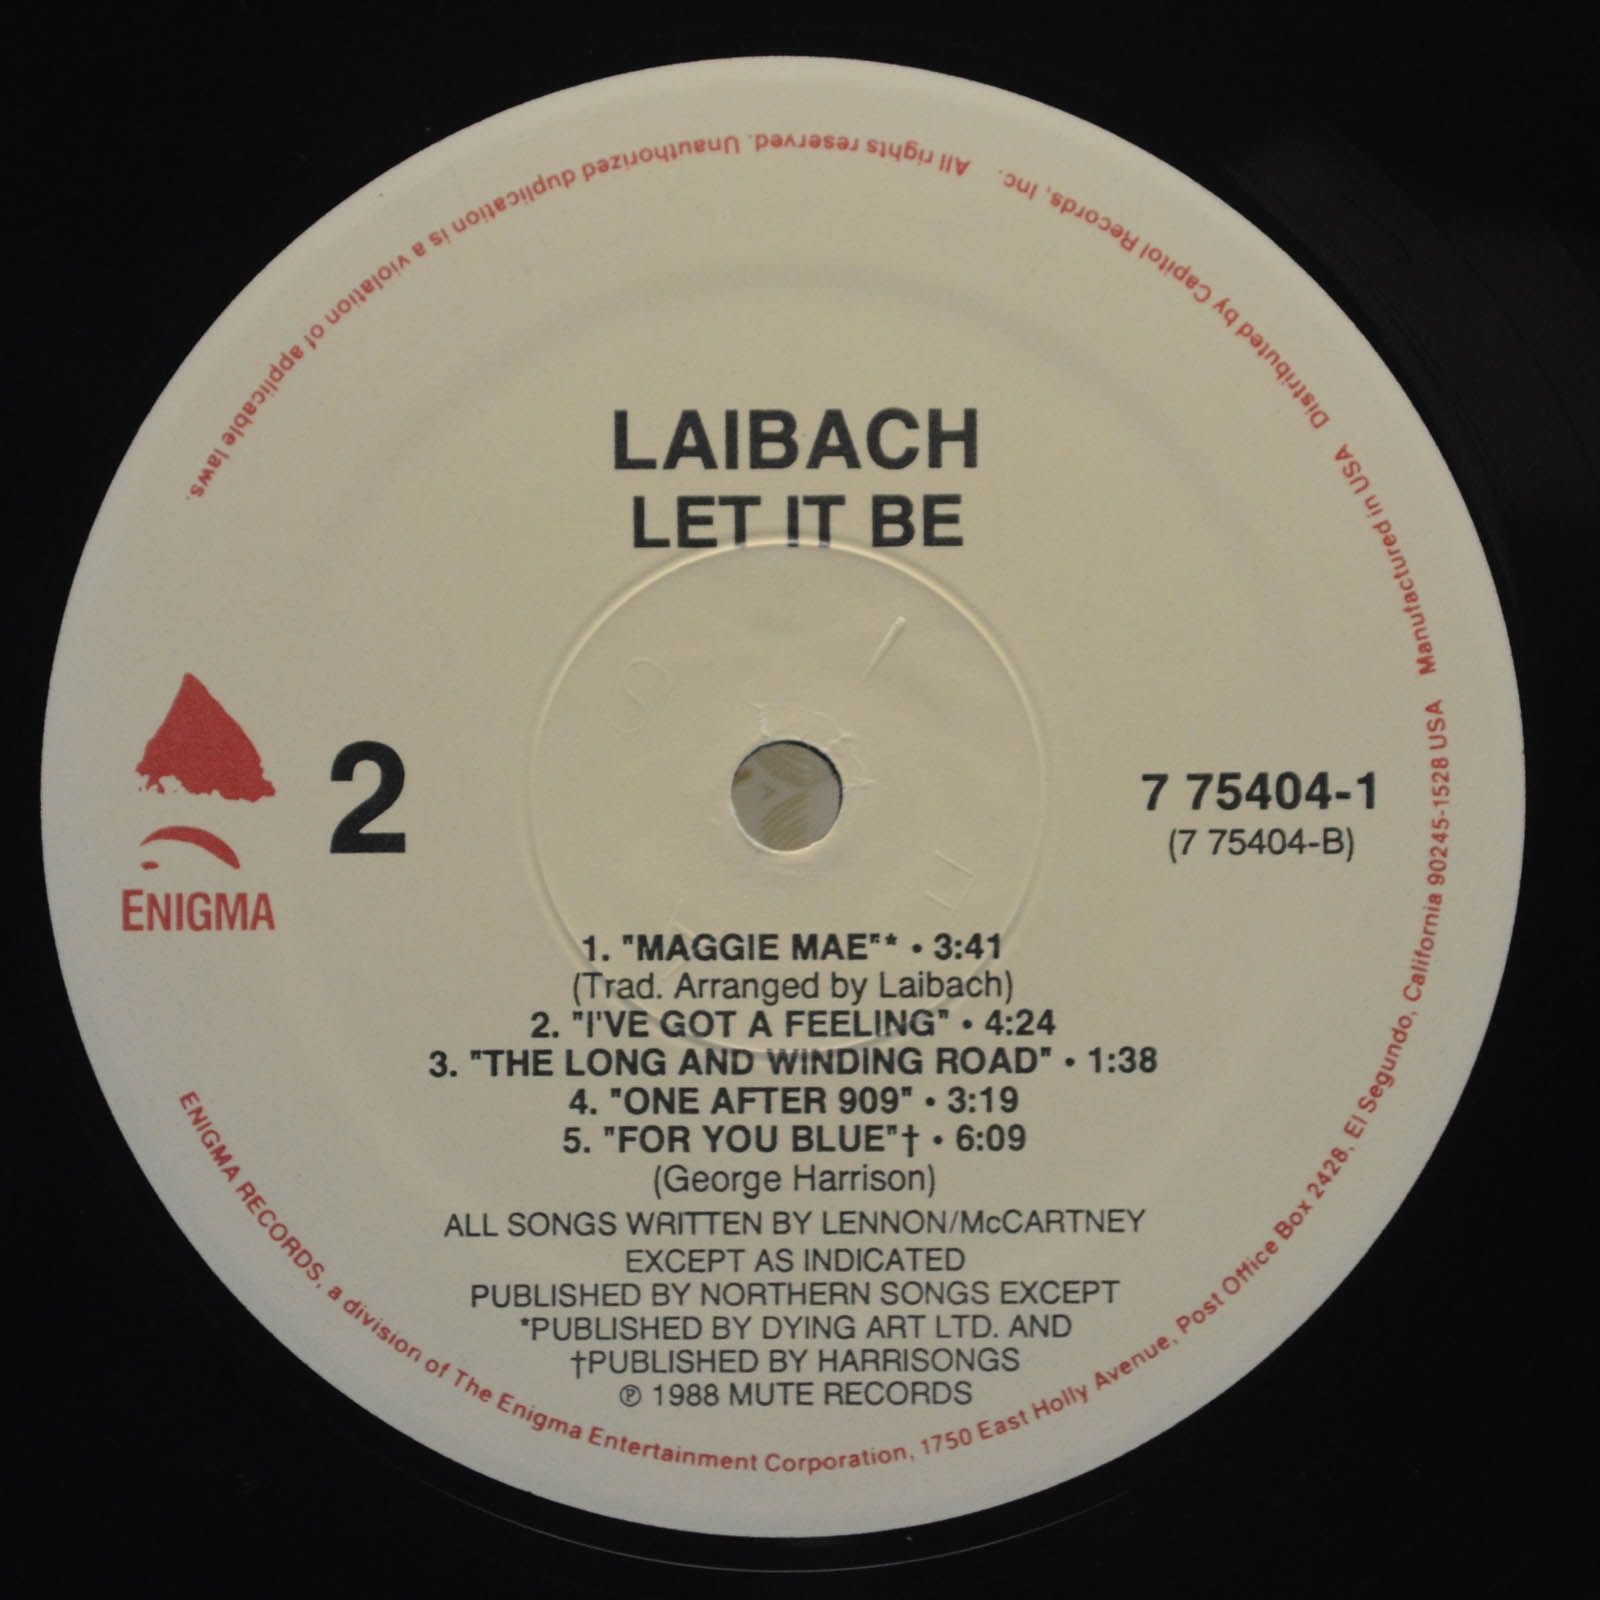 LAIBACH
LET IT BE
2
ENIGMA
7 75404-1
(7 75404-B)
1. "MAGGIE MAE"* • 3:41
(Trad. Arranged by Laibach)
2. "I'VE GOT A FEELING" • 4:24
3. "THE LONG AND WINDING ROAD" • 1:38
4. "ONE AFTER 909" • 3:19
5. "FOR YOU BLUE"† • 6:09
(George Harrison)
ALL SONGS WRITTEN BY LENNON/McCARTNEY
EXCEPT AS INDICATED
PUBLISHED BY NORTHERN SONGS EXCEPT
*PUBLISHED BY DYING ART LTD. AND
†PUBLISHED BY HARRISONGS
℗ 1988 MUTE RECORDS
ENIGMA RECORDS, a division of The Enigma Entertainment Corporation, 1750 East Holly Avenue, Post Office Box 2428, El Segundo, California 90245-1528 USA Manufactured in USA Distributed by Capitol Records, Inc. All rights reserved. Unauthorized duplication is a violation of applicable laws.